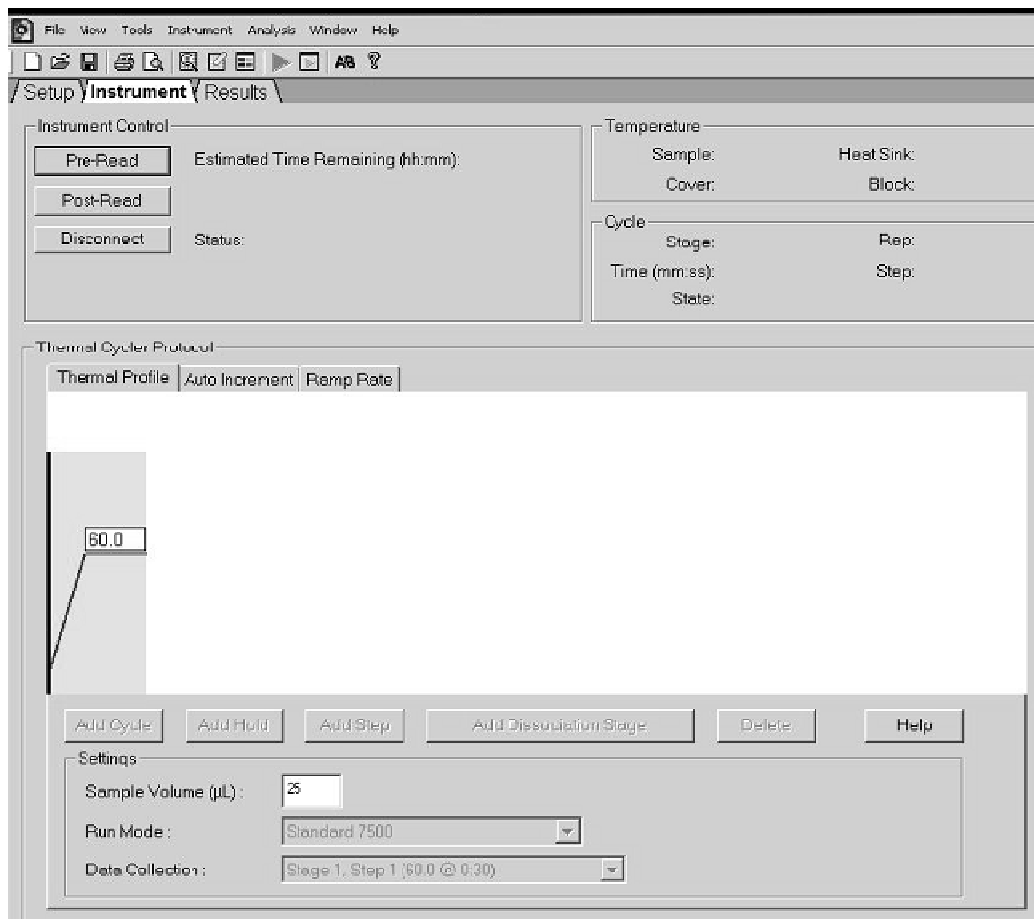 File View Tools Instrument Analysis Window Help
AB ?
Setup Instrument Results
Instrument Control
Pre-Read
Estimated Time Remaining (hh:mm):
Post-Read
Disconnect
Status:
Temperature
Sample: Heat Sink:
Cover: Block:
Cycle
Stage: Rep:
Time (mm:ss): Step:
State:
Thermal Cycler Protocol
Thermal Profile Auto Increment Ramp Rate
60.0
Add Cycle Add Hold Add Step Add Dissociation Stage Delete Help
Settings
Sample Volume (µL) : 25
Run Mode : Standard 7500
Data Collection : Stage 1, Step 1 (60.0 @ 0:30)